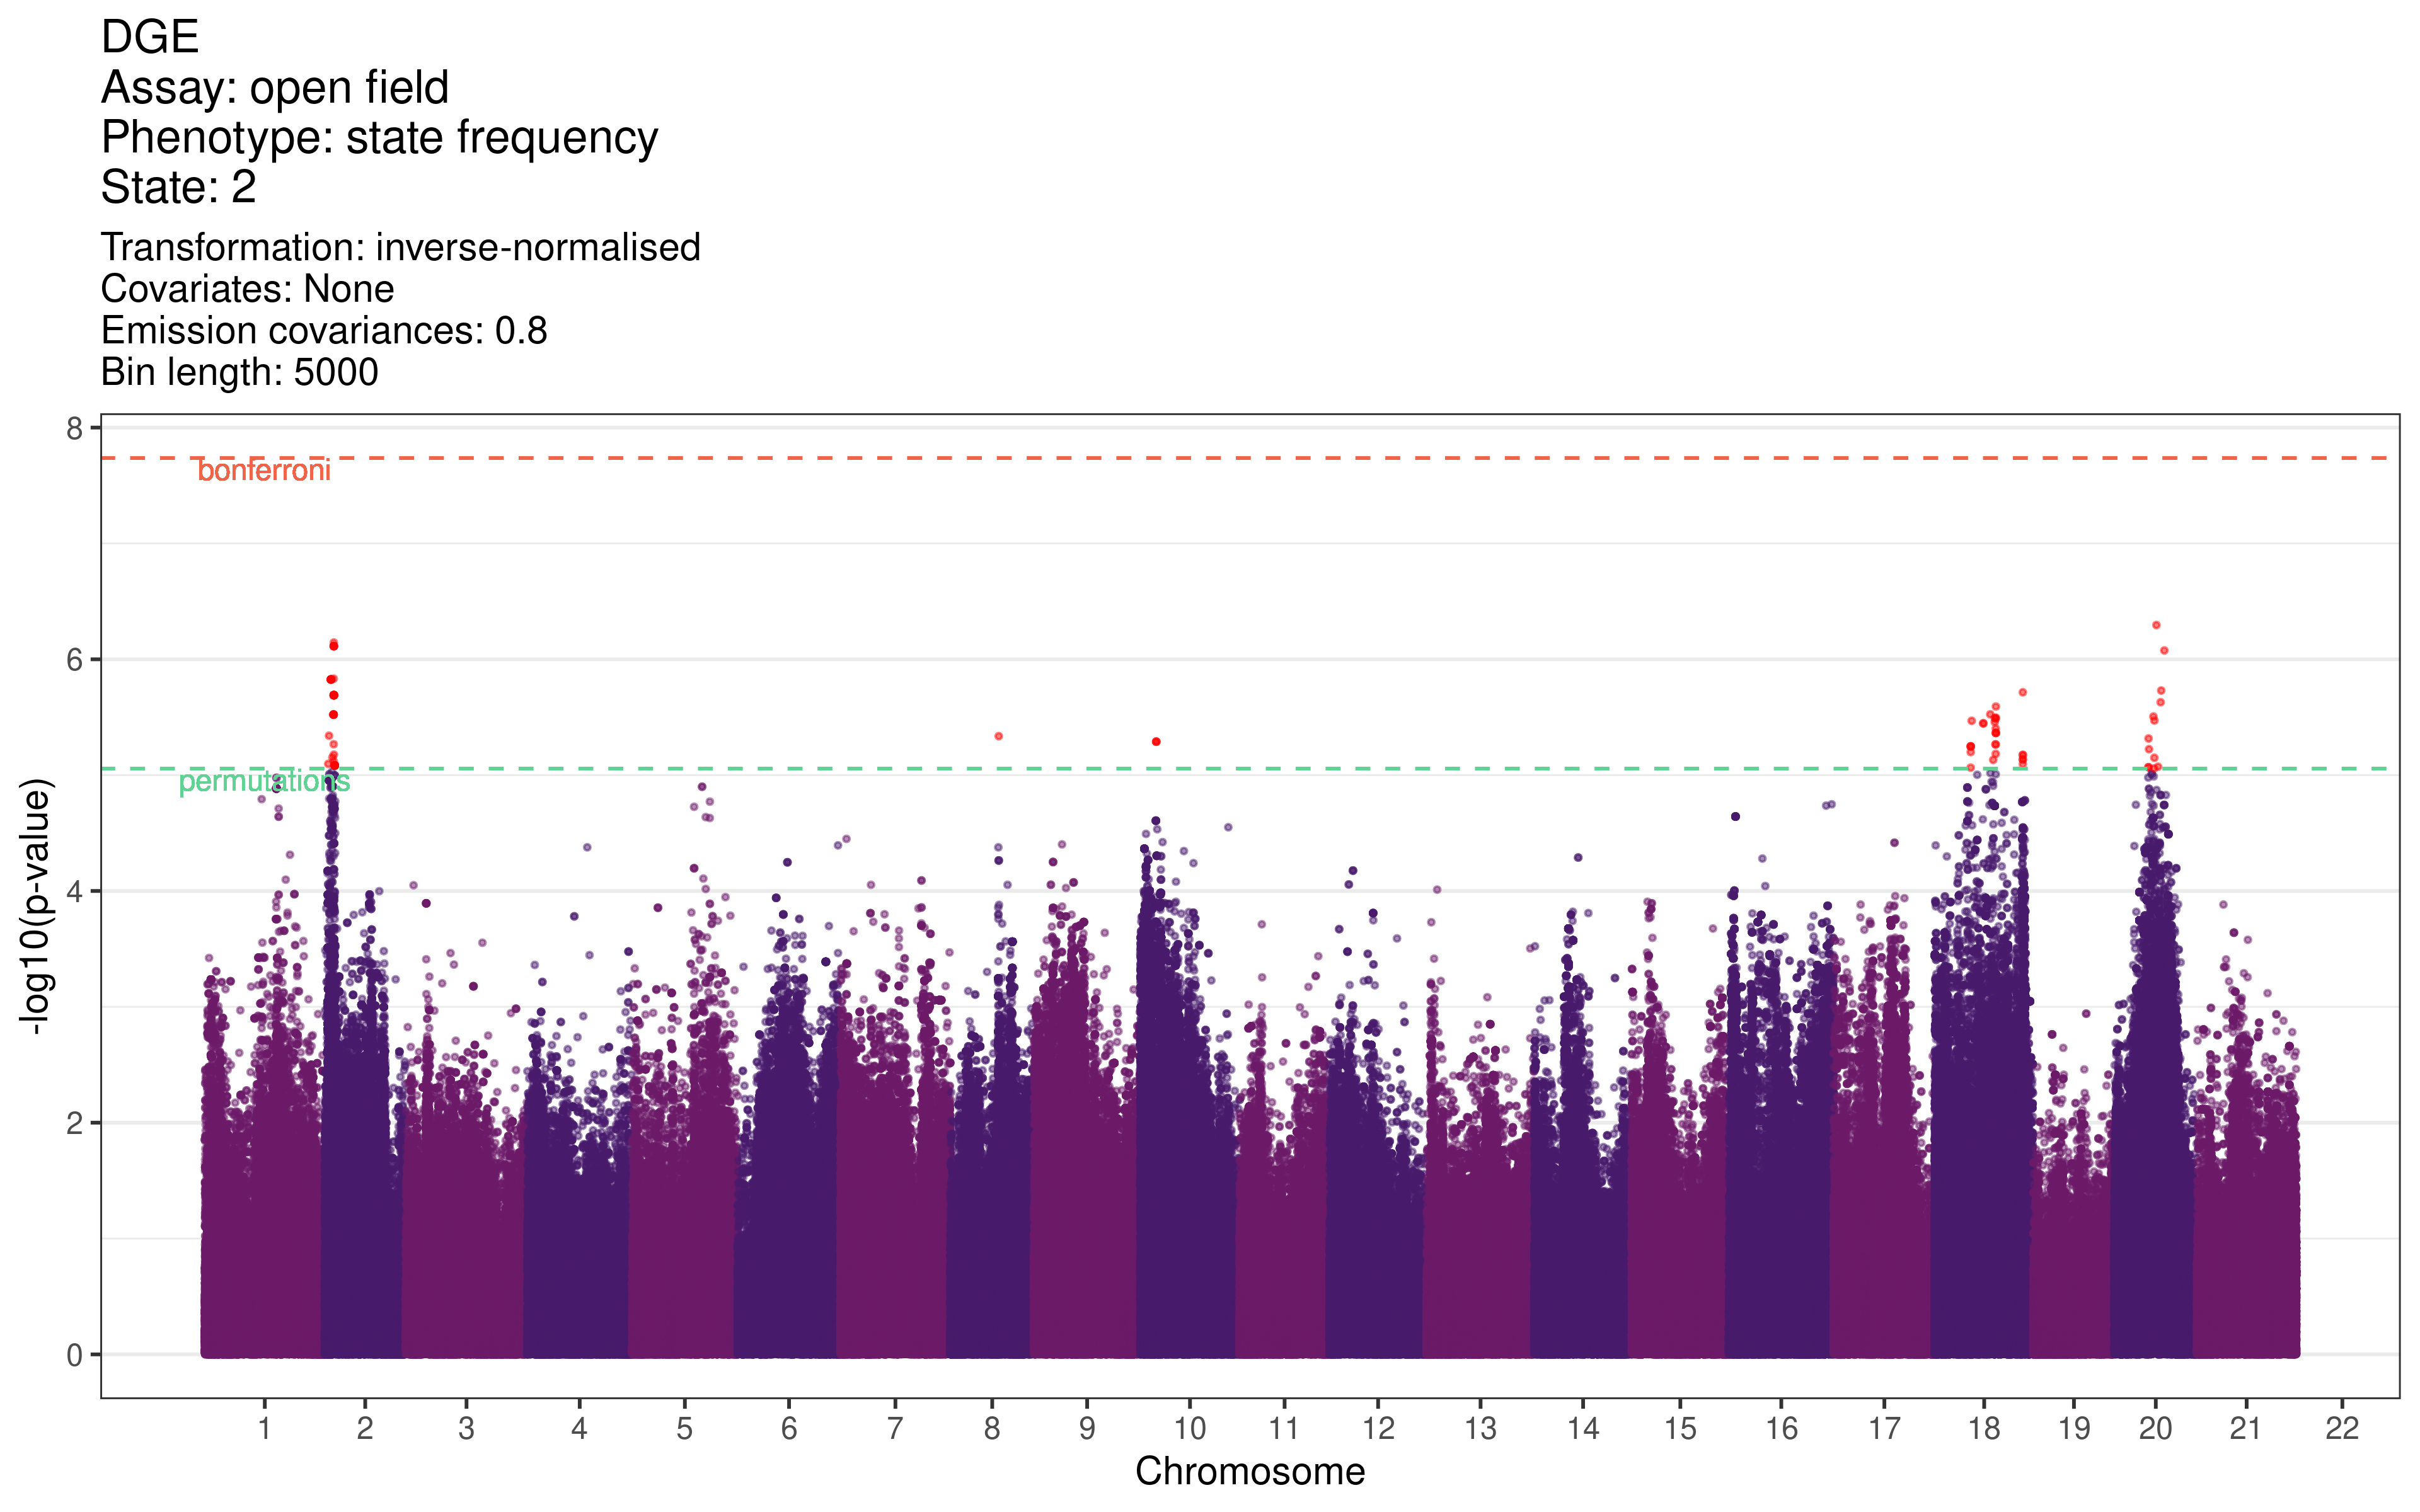 DGE
Assay: open field
Phenotype: state frequency
State: 2
Transformation: inverse-normalised
Covariates: None
Emission covariances: 0.8
Bin length: 5000
8
bonferroni
6
permutations
4
2
0
-log10(p-value)
1 2 3 4 5 6 7 8 9 10 11 12 13 14 15 16 17 18 19 20 21 22
Chromosome